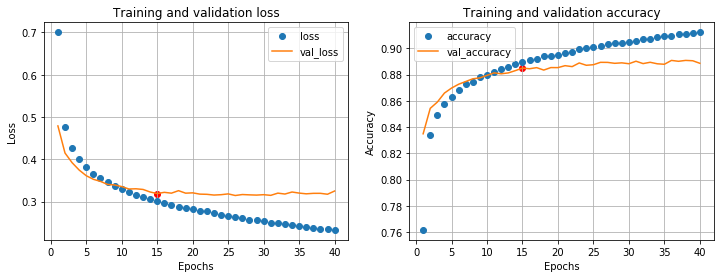 Training and validation loss
Loss
0.7
0.6
0.5
0.4
0.3
loss
val_loss
0 5 10 15 20 25 30 35 40
Epochs
Training and validation accuracy
Accuracy
0.90
0.88
0.86
0.84
0.82
0.80
0.78
0.76
accuracy
val_accuracy
0 5 10 15 20 25 30 35 40
Epochs